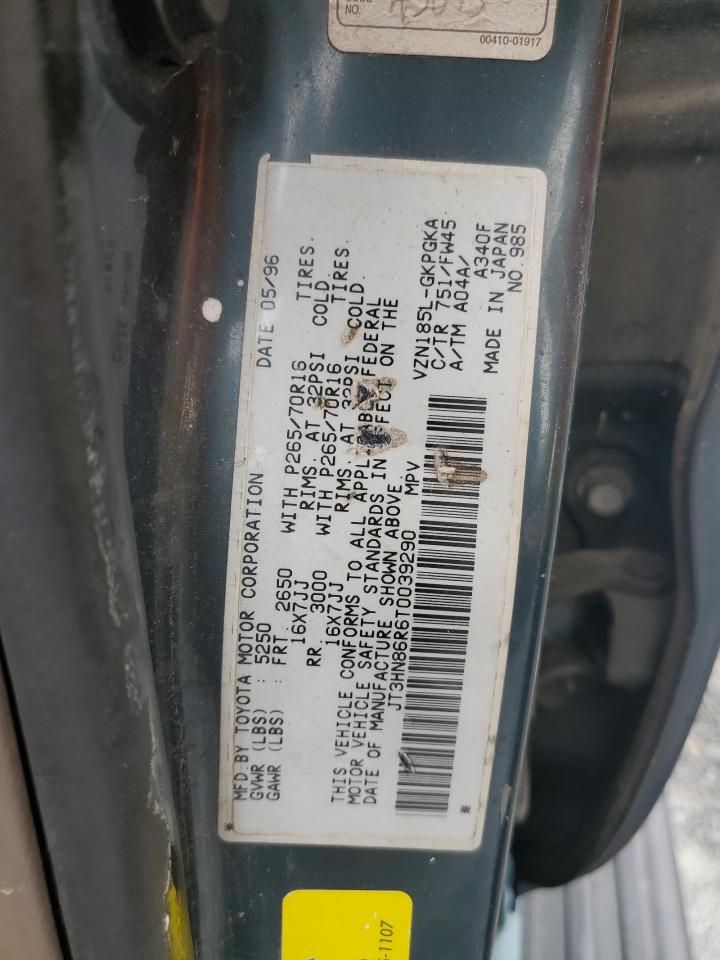 NO.
00410-01917
MFD. BY TOYOTA MOTOR CORPORATION DATE 05/96
GVWR (LBS) : 5250
GAWR (LBS) : FRT. 2650 WITH P265/70R16 TIRES.
16X7JJ RIMS. AT 32PSI COLD
RR. 3000 WITH P265/70R16 TIRES.
16X7JJ RIMS. AT 32PSI COLD.
THIS VEHICLE CONFORMS TO ALL APPLICABLE FEDERAL
MOTOR VEHICLE SAFETY STANDARDS IN EFFECT ON THE
DATE OF MANUFACTURE SHOWN ABOVE.
JT3HN86R6T0039290 MPV
VZN185L-GKPGKA
C/TR 751/FW45
A/TM A04A/ A340F
MADE IN JAPAN
NO. 985
* *
-1107